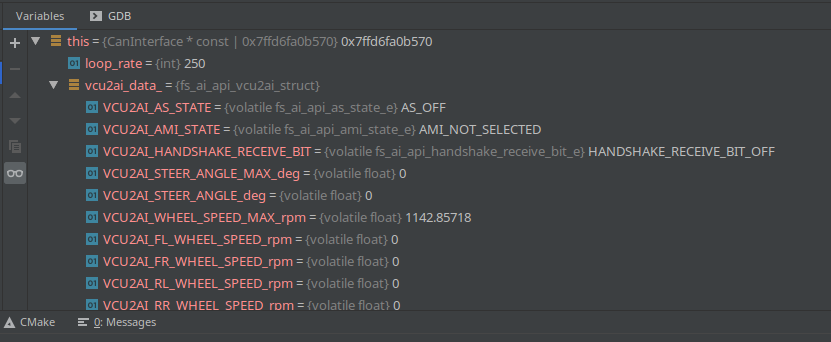 Variables GDB
this = {CanInterface * const | 0x7ffd6fa0b570} 0x7ffd6fa0b570
01 loop_rate = {int} 250
vcu2ai_data_ = {fs_ai_api_vcu2ai_struct}
01 VCU2AI_AS_STATE = {volatile fs_ai_api_as_state_e} AS_OFF
01 VCU2AI_AMI_STATE = {volatile fs_ai_api_ami_state_e} AMI_NOT_SELECTED
01 VCU2AI_HANDSHAKE_RECEIVE_BIT = {volatile fs_ai_api_handshake_receive_bit_e} HANDSHAKE_RECEIVE_BIT_OFF
01 VCU2AI_STEER_ANGLE_MAX_deg = {volatile float} 0
01 VCU2AI_STEER_ANGLE_deg = {volatile float} 0
01 VCU2AI_WHEEL_SPEED_MAX_rpm = {volatile float} 1142.85718
01 VCU2AI_FL_WHEEL_SPEED_rpm = {volatile float} 0
01 VCU2AI_FR_WHEEL_SPEED_rpm = {volatile float} 0
01 VCU2AI_RL_WHEEL_SPEED_rpm = {volatile float} 0
01 VCU2AI_RR_WHEEL_SPEED_rpm = {volatile float} 0
CMake 0: Messages